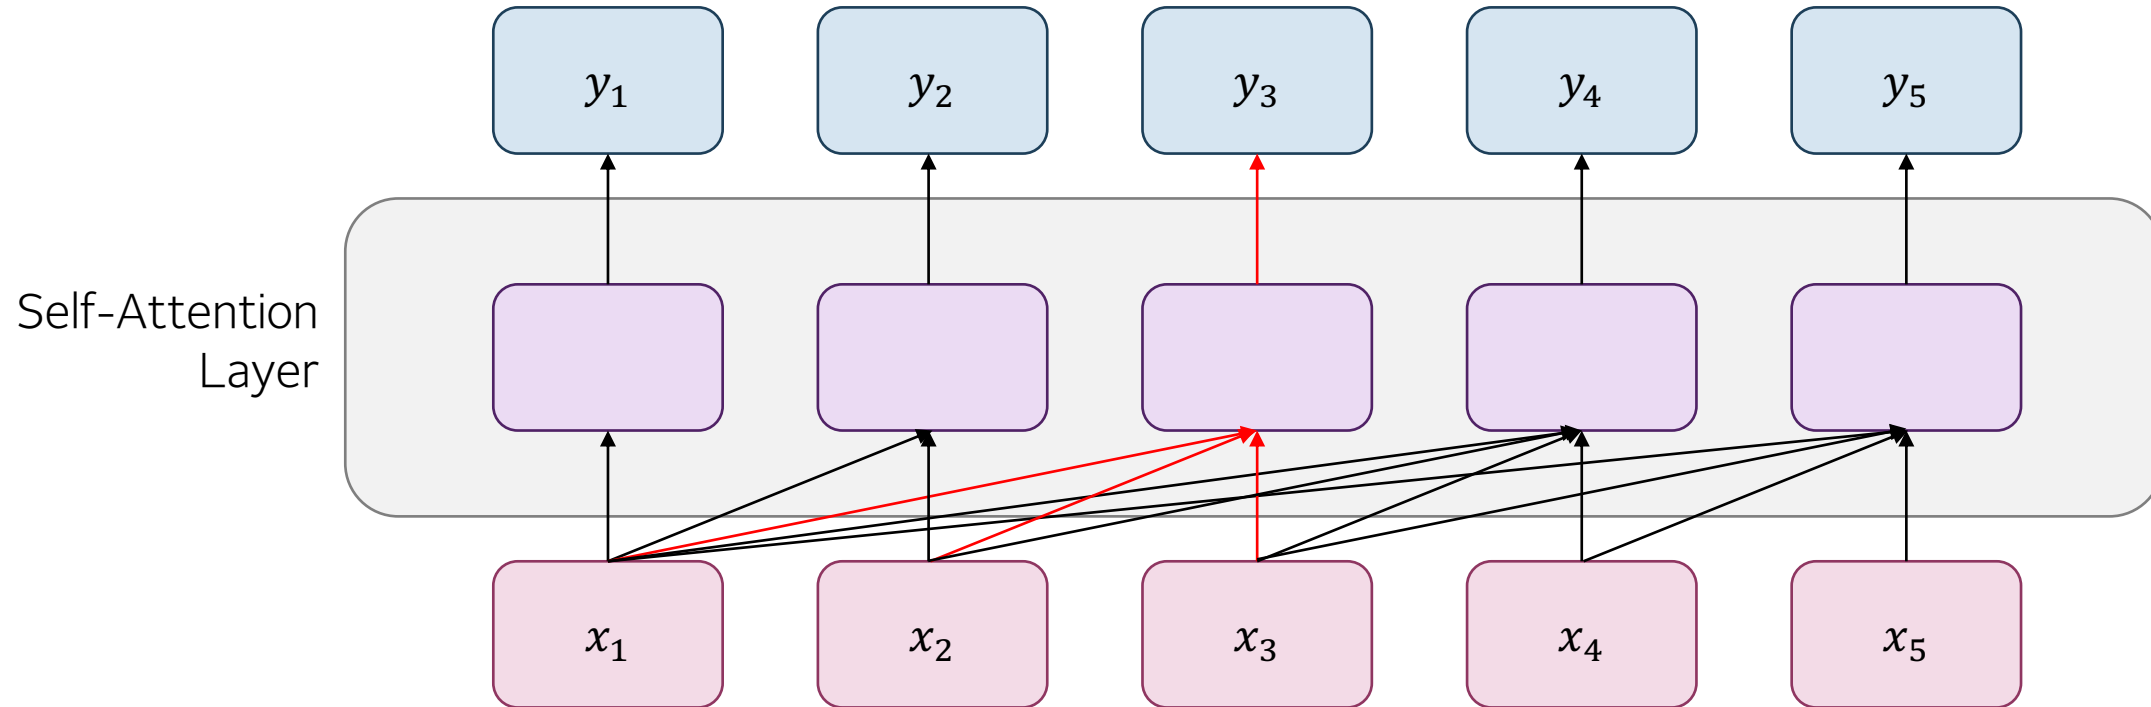 y₁ y₂ y₃ y₄ y₅
Self-Attention
Layer
x₁ x₂ x₃ x₄ x₅